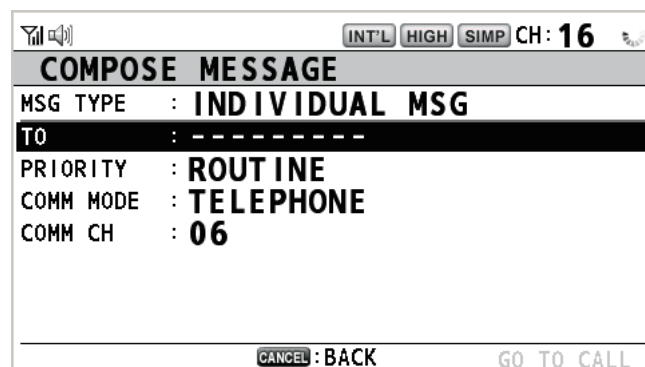 INT'L HIGH SIMP CH: 16
COMPOSE MESSAGE
MSG TYPE : INDIVIDUAL MSG
TO : ---------
PRIORITY : ROUTINE
COMM MODE : TELEPHONE
COMM CH : 06
CANCEL : BACK GO TO CALL